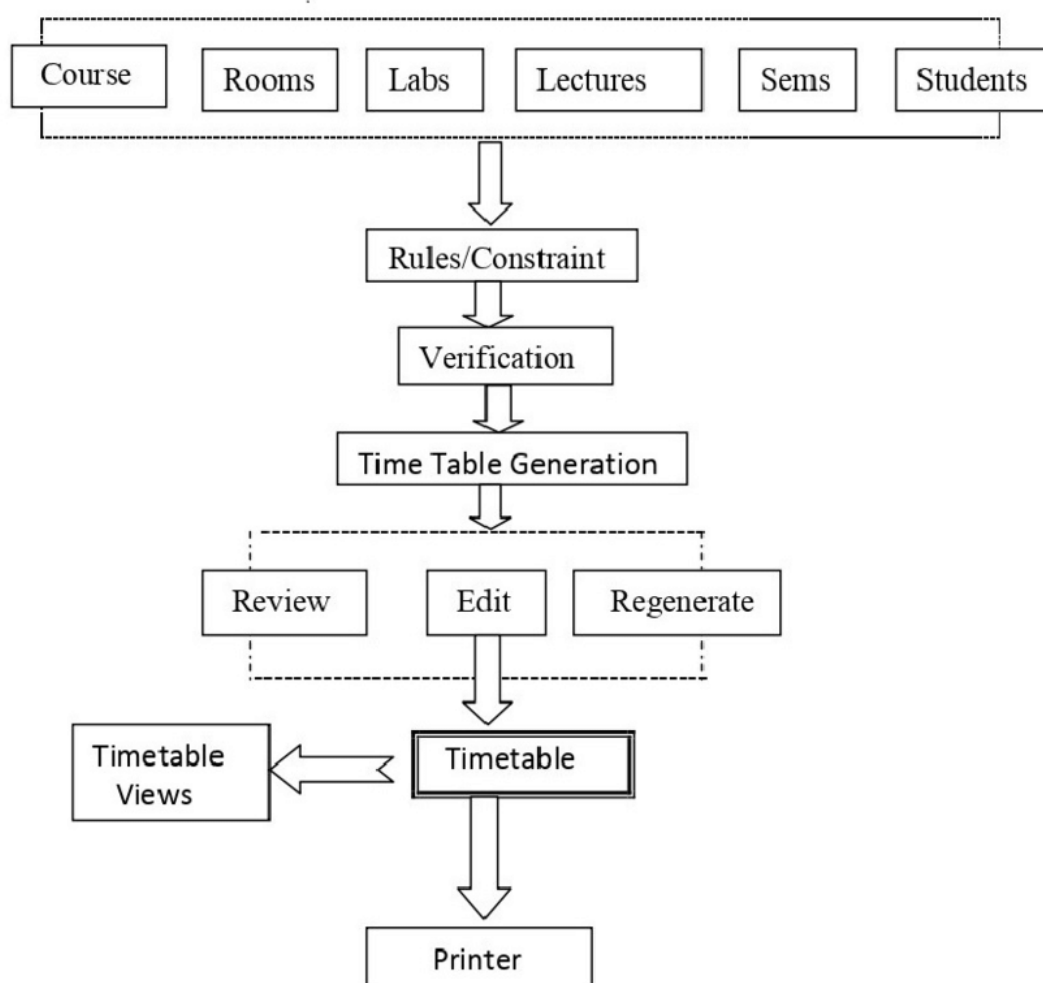 Course Rooms Labs Lectures Sems Students
Rules/Constraint
Verification
Time Table Generation
Review Edit Regenerate
Timetable
Timetable
Views
Printer